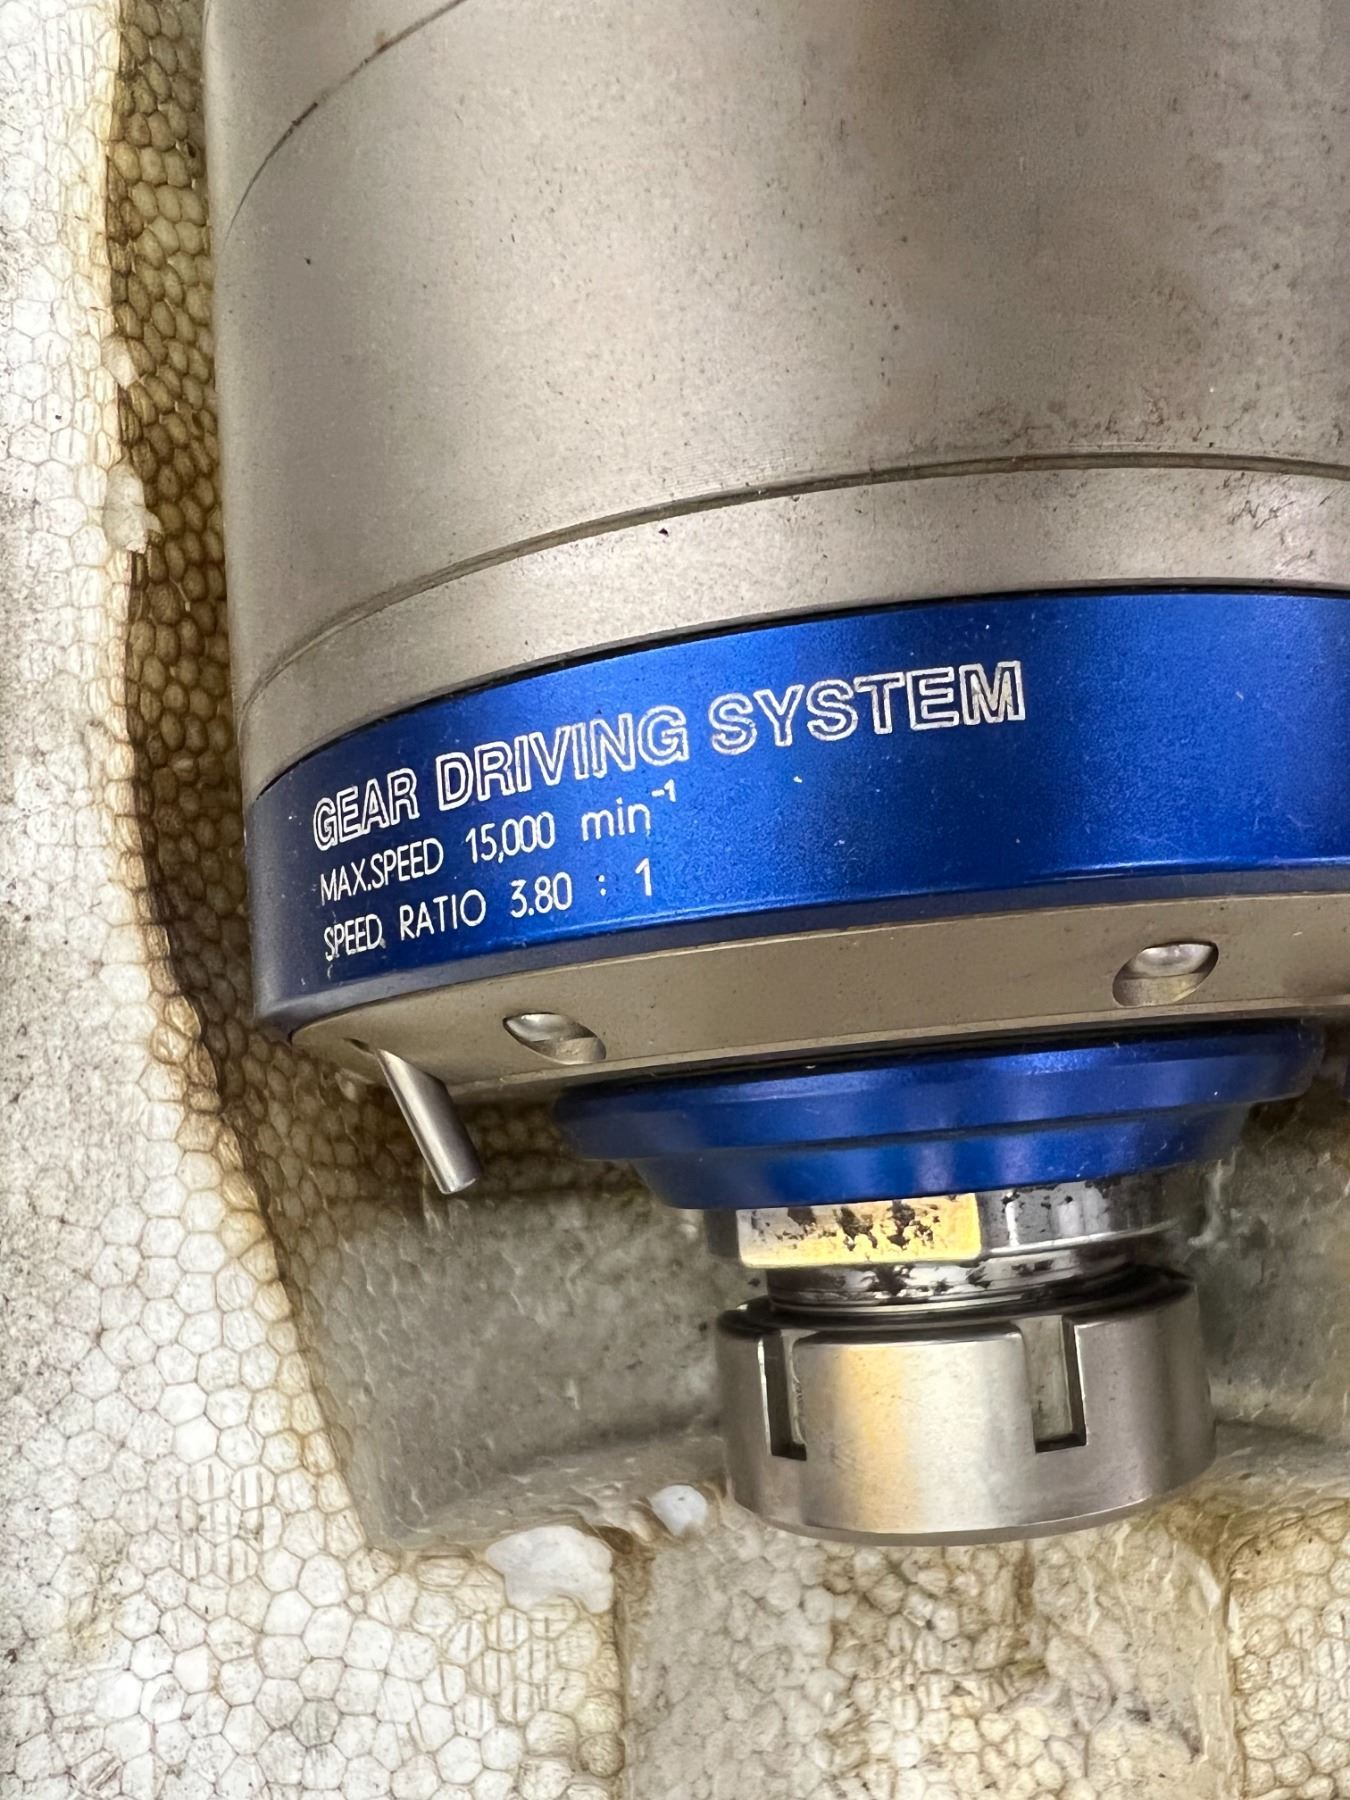 GEAR DRIVING SYSTEM
MAX.SPEED 15,000 min⁻¹
SPEED RATIO 3.80 : 1